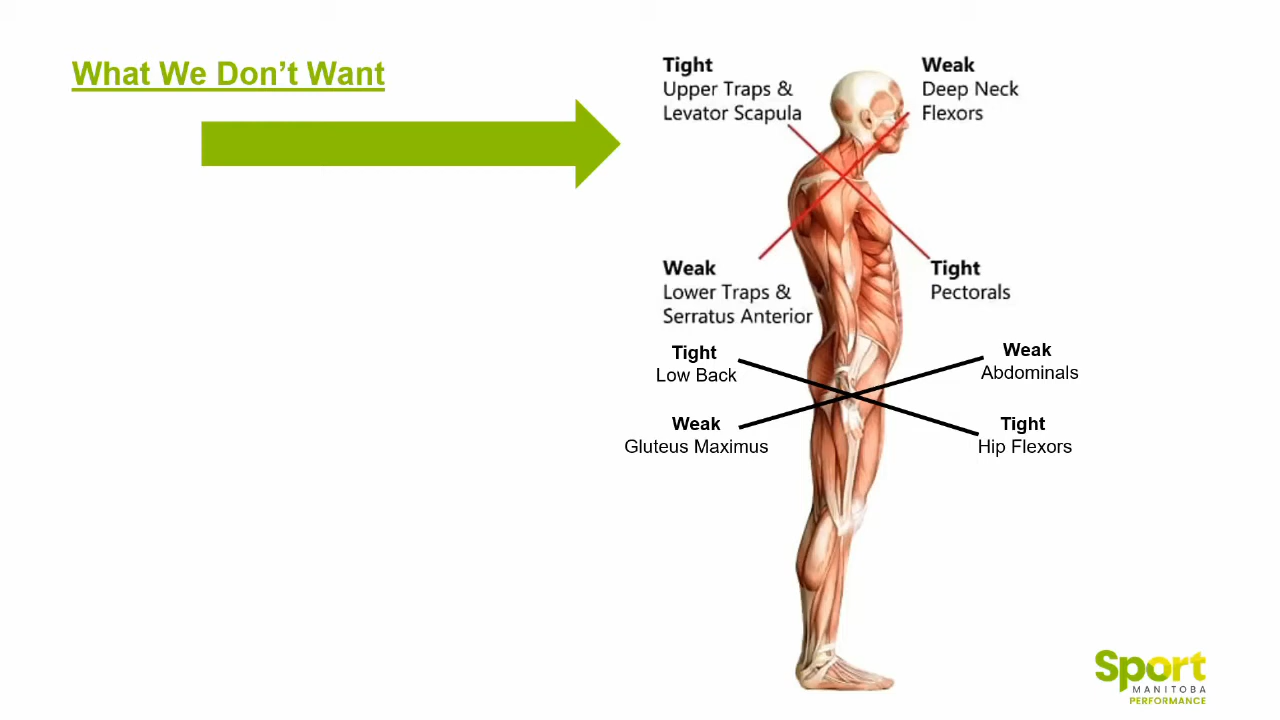 What We Don’t Want
Tight
Upper Traps &
Levator Scapula
Weak
Deep Neck
Flexors
Weak
Lower Traps &
Serratus Anterior
Tight
Pectorals
Tight
Low Back
Weak
Abdominals
Weak
Gluteus Maximus
Tight
Hip Flexors
Sport
MANITOBA
PERFORMANCE